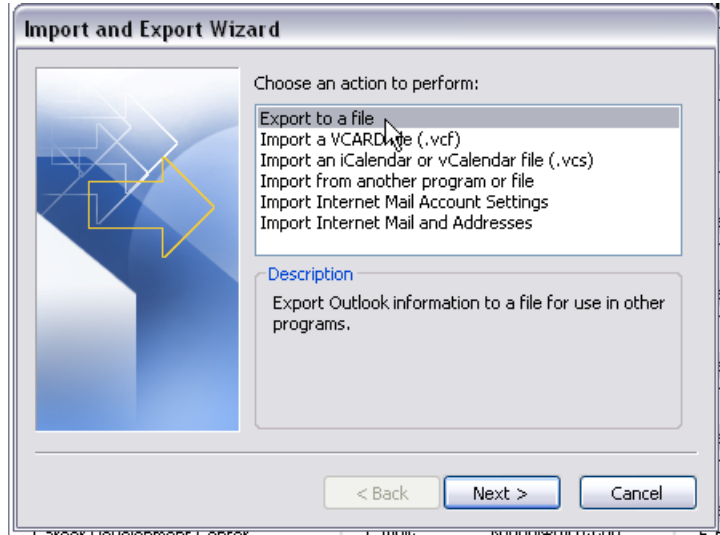 Import and Export Wizard
Choose an action to perform:
Export to a file
Import a VCARD file (.vcf)
Import an iCalendar or vCalendar file (.vcs)
Import from another program or file
Import Internet Mail Account Settings
Import Internet Mail and Addresses
Description
Export Outlook information to a file for use in other
programs.
< Back Next > Cancel